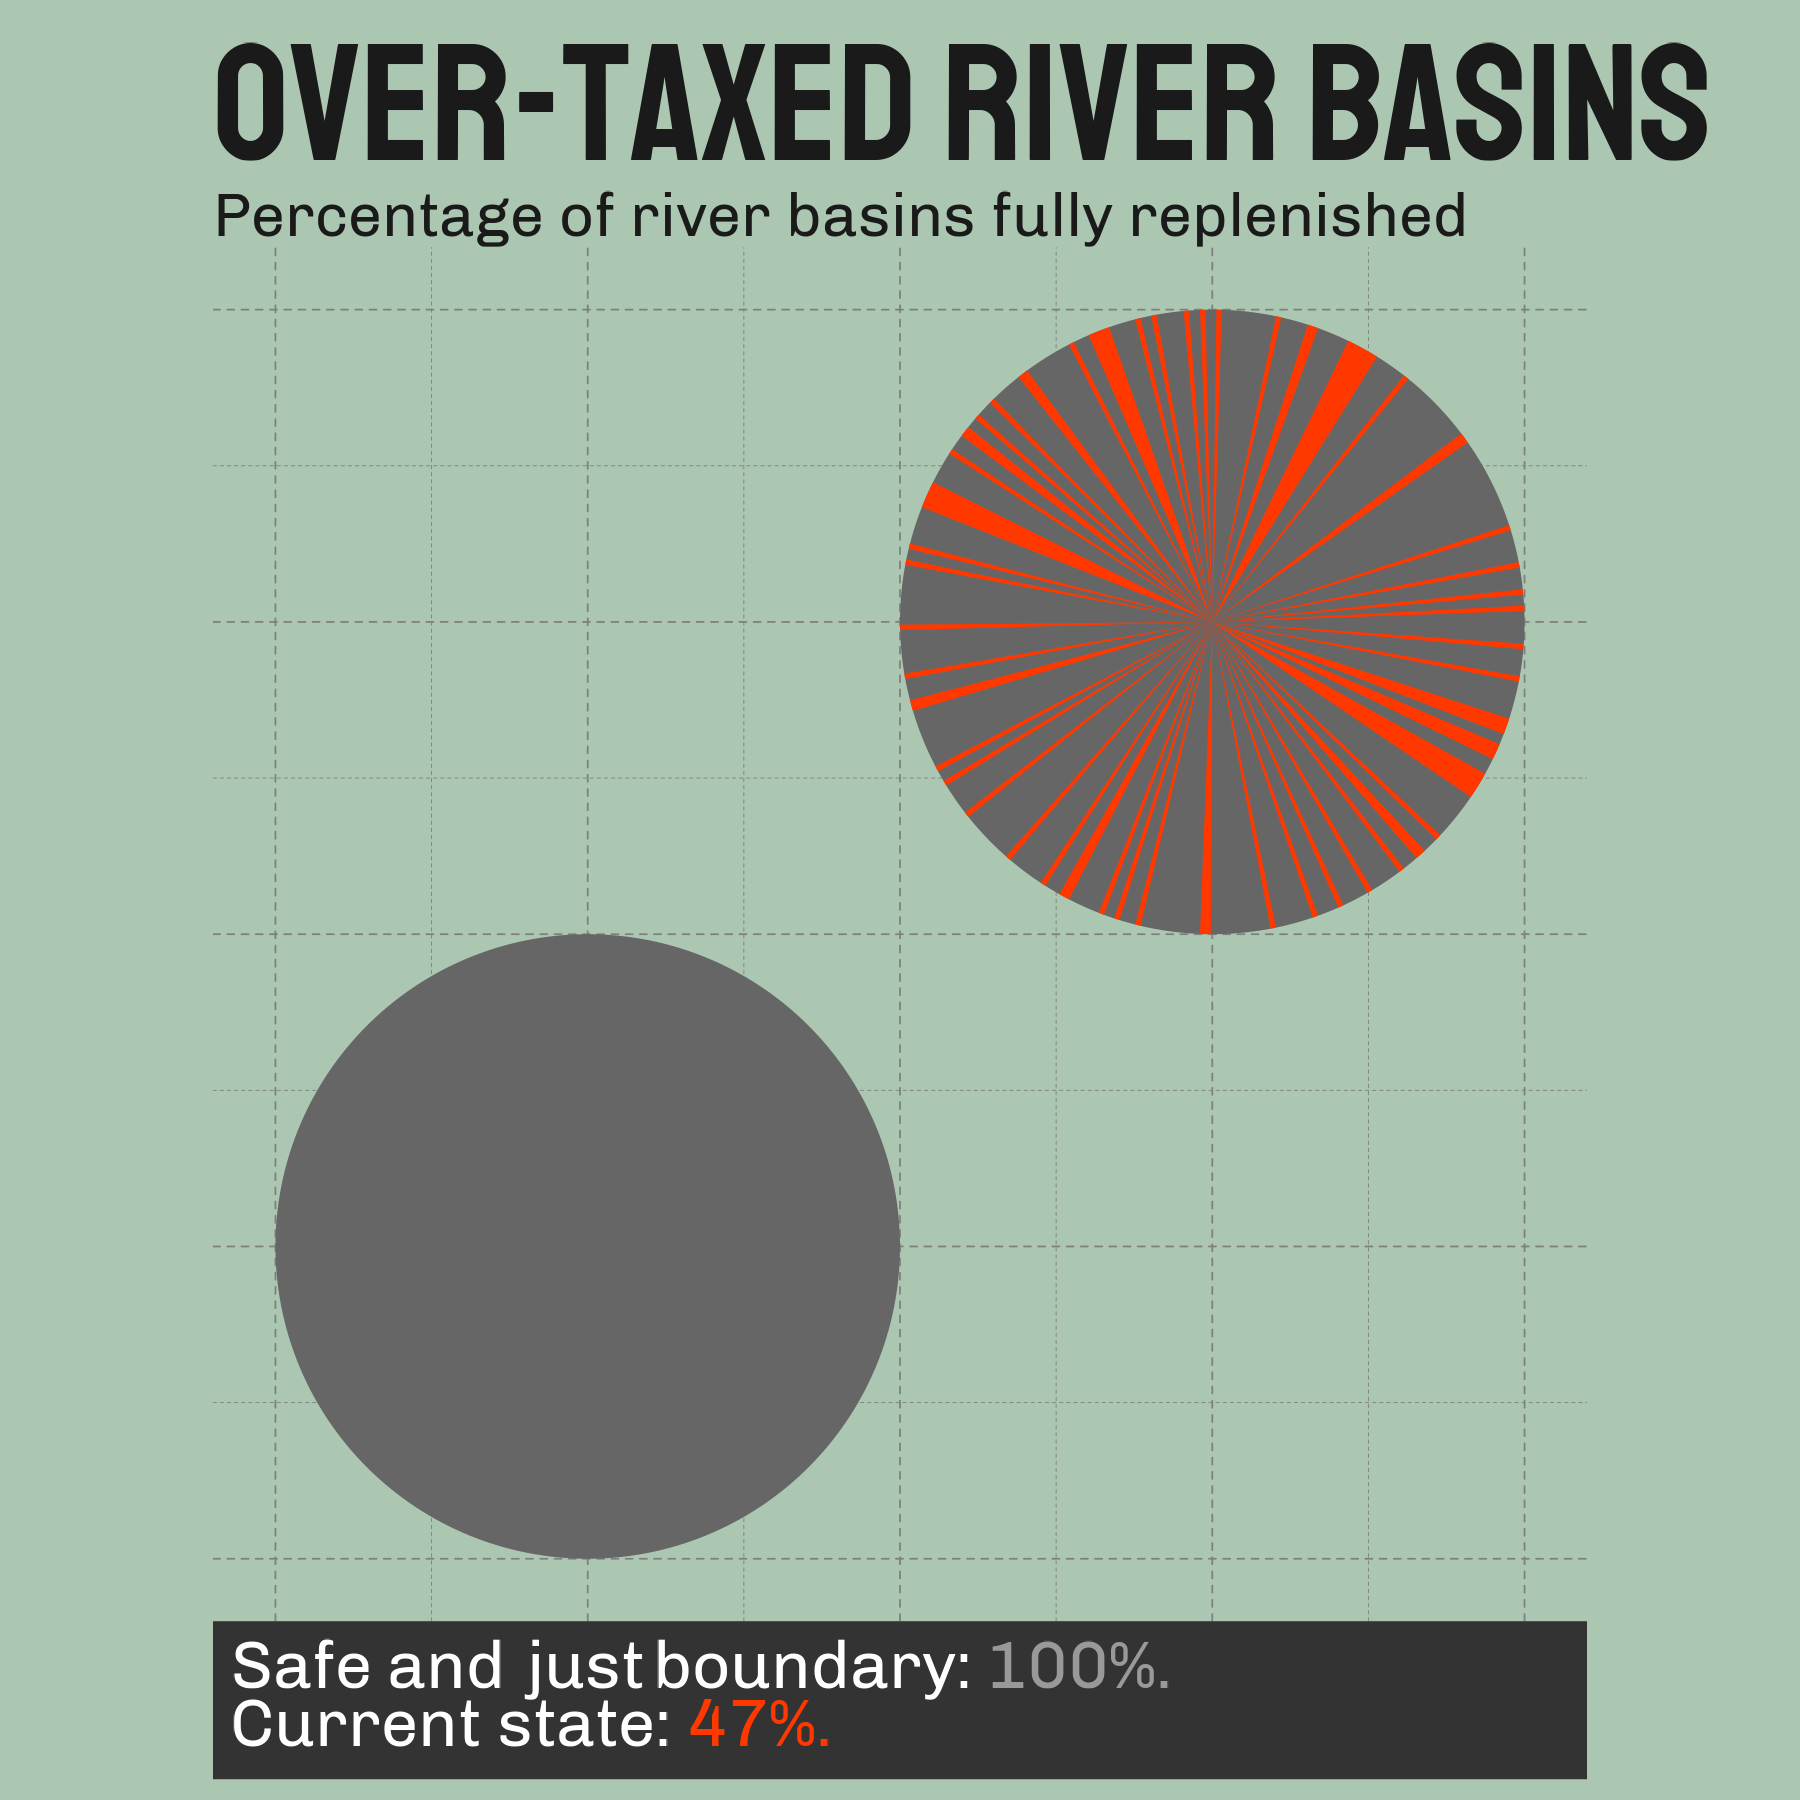 OVER-TAXED RIVER BASINS
Percentage of river basins fully replenished
Safe and just boundary: 100%.
Current state: 47%.